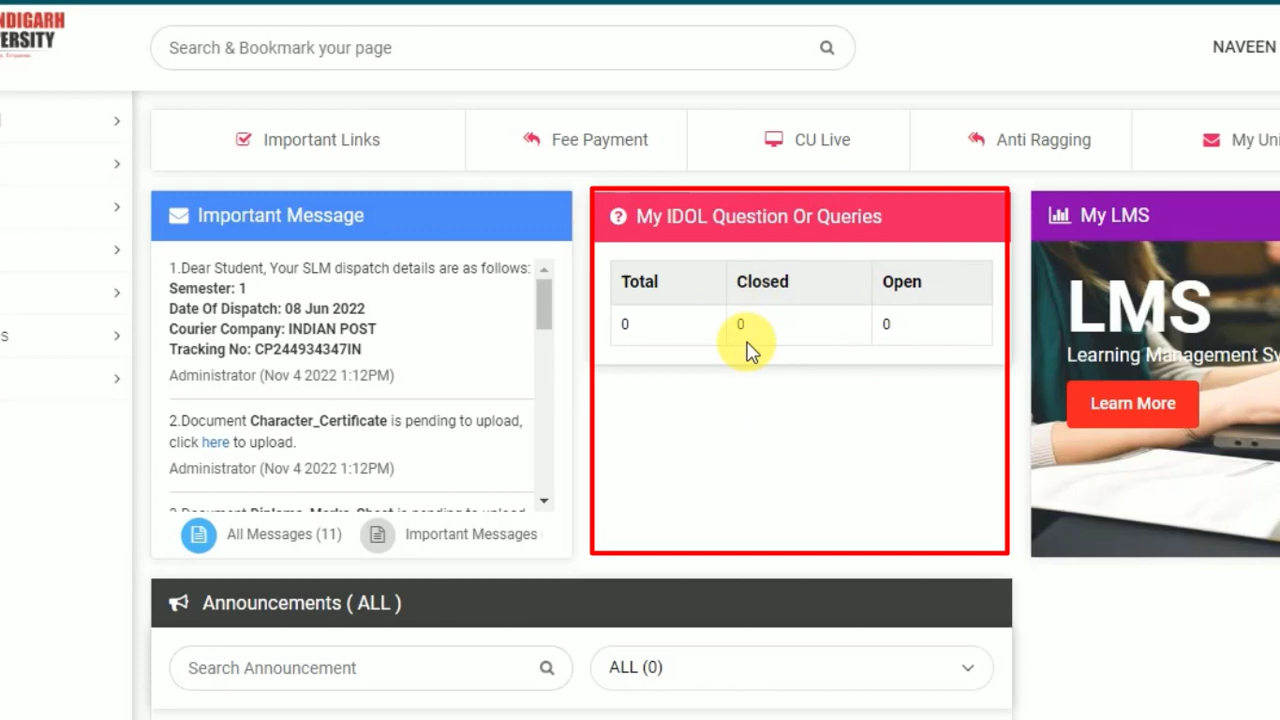 NDIGARH
ERSITY
Search & Bookmark your page
NAVEEN
Important Links
Fee Payment
CU Live
Anti Ragging
My Uni
s
Important Message
1.Dear Student, Your SLM dispatch details are as follows:
Semester: 1
Date Of Dispatch: 08 Jun 2022
Courier Company: INDIAN POST
Tracking No: CP244934347IN
Administrator (Nov 4 2022 1:12PM)
2.Document Character_Certificate is pending to upload,
click here to upload.
Administrator (Nov 4 2022 1:12PM)
All Messages (11)
Important Messages
My IDOL Question Or Queries
Total Closed Open
0 0 0
My LMS
LMS
Learning Management Sy
Learn More
Announcements ( ALL )
Search Announcement
ALL (0)